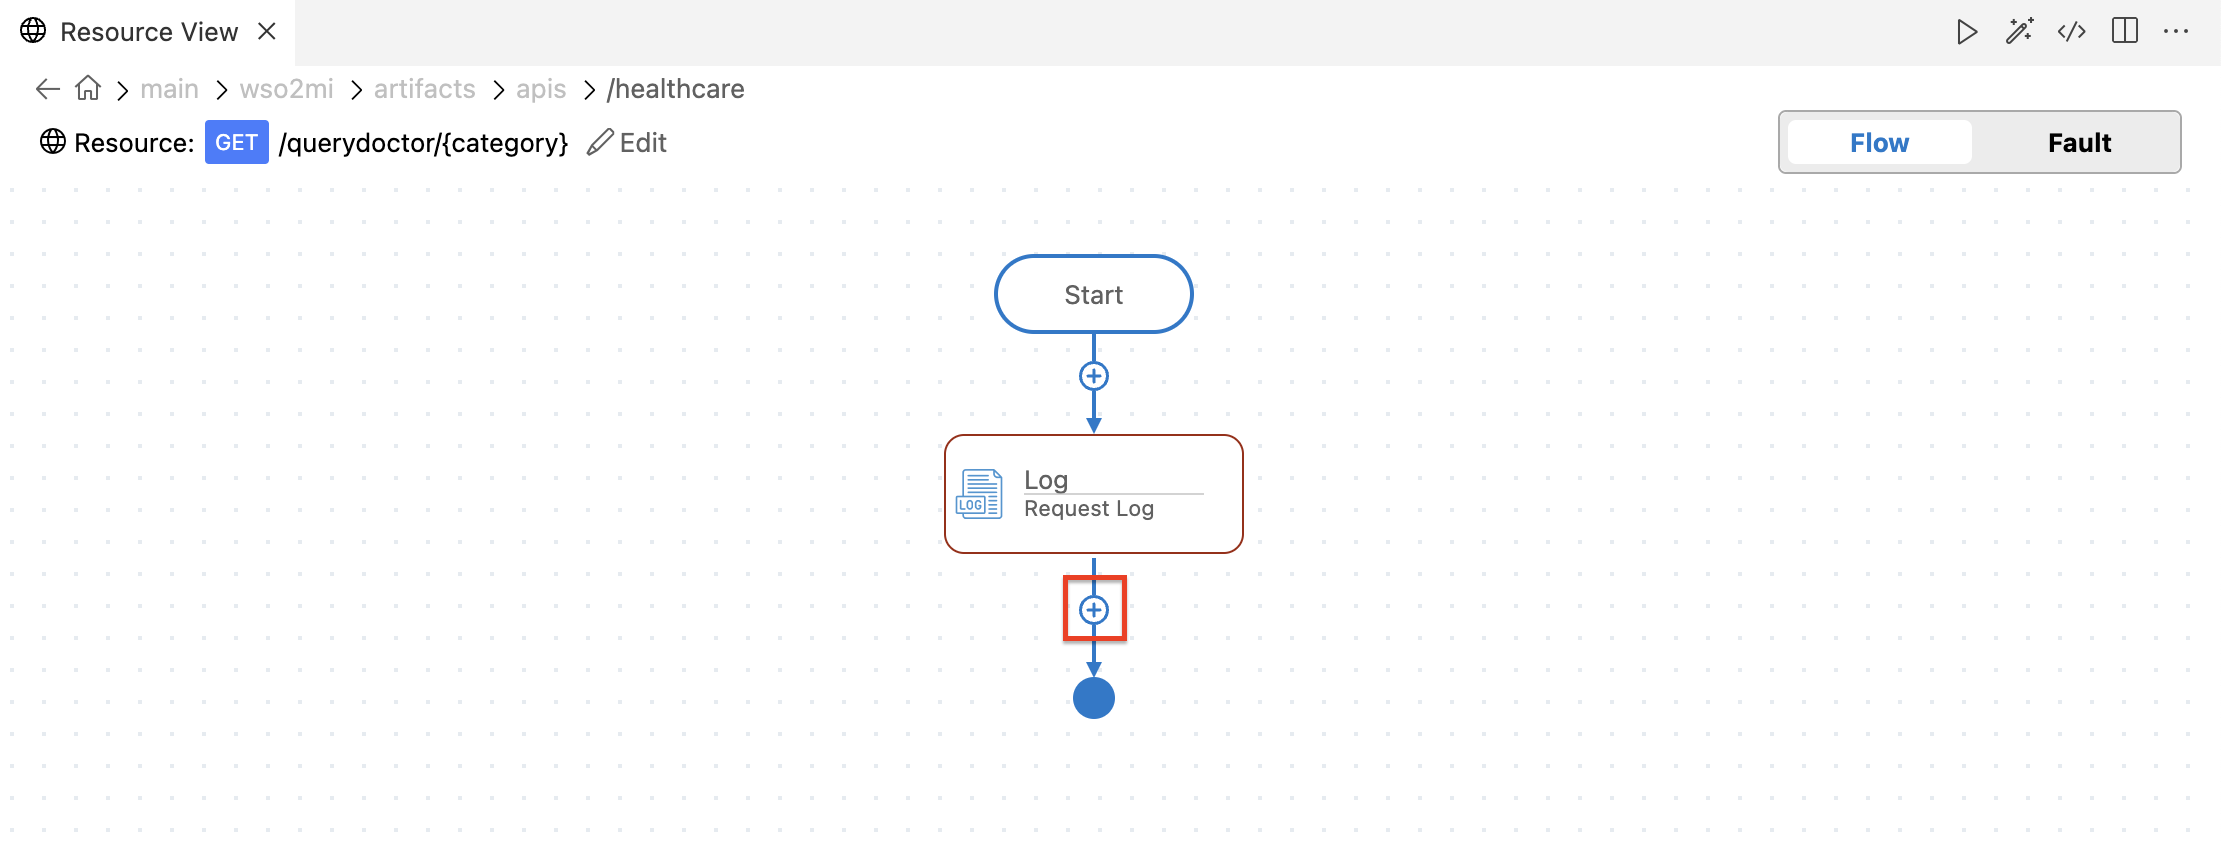 Resource View
main wso2mi artifacts apis /healthcare
Resource: GET /querydoctor/{category} Edit
Flow Fault
Start
Log
LOG
Request Log